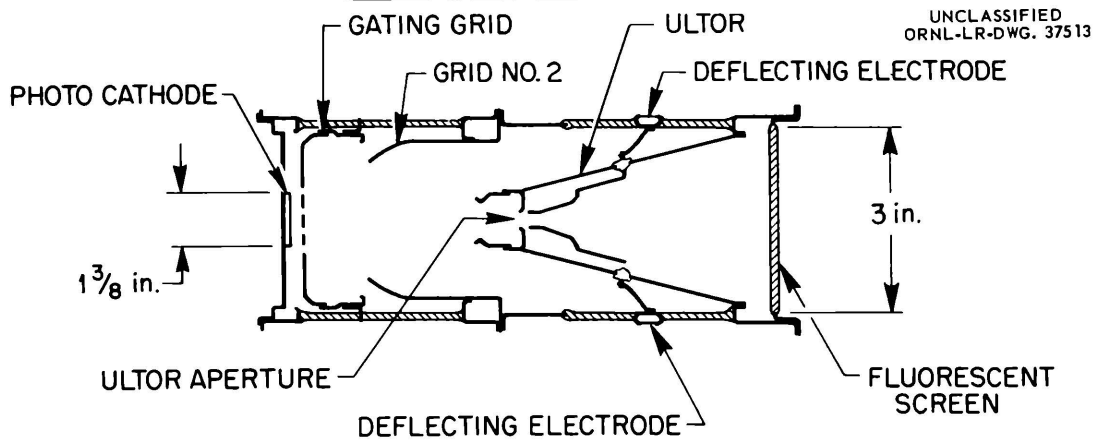 UNCLASSIFIED
ORNL-LR-DWG. 37513
GATING GRID
ULTOR
GRID NO. 2
DEFLECTING ELECTRODE
PHOTO CATHODE
3 in.
1 3/8 in.
ULTOR APERTURE
FLUORESCENT
SCREEN
DEFLECTING ELECTRODE